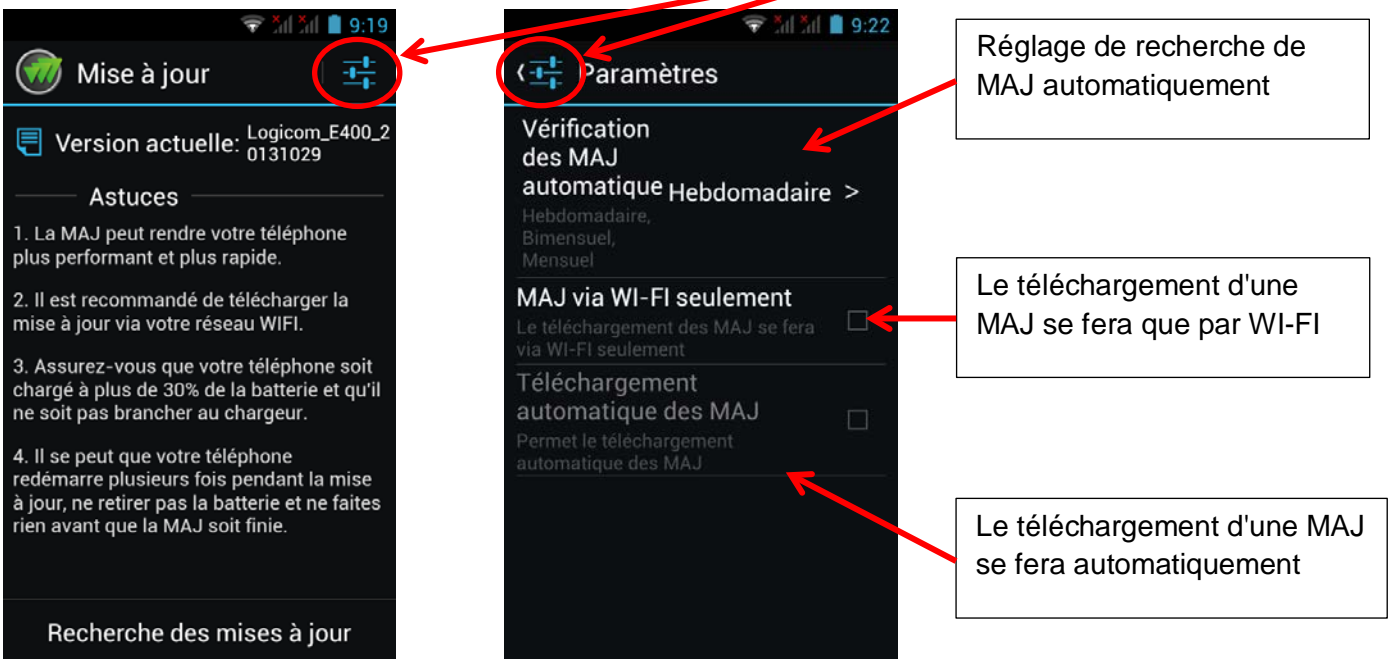 9:19
Mise à jour
Version actuelle: Logicom_E400_2
0131029
Astuces
1. La MAJ peut rendre votre téléphone
plus performant et plus rapide.
2. Il est recommandé de télécharger la
mise à jour via votre réseau WIFI.
3. Assurez-vous que votre téléphone soit
chargé à plus de 30% de la batterie et qu'il
ne soit pas brancher au chargeur.
4. Il se peut que votre téléphone
redémarre plusieurs fois pendant la mise
à jour, ne retirer pas la batterie et ne faites
rien avant que la MAJ soit finie.
Recherche des mises à jour
9:22
Paramètres
Vérification
des MAJ
automatique Hebdomadaire >
Hebdomadaire,
Bimensuel,
Mensuel
MAJ via WI-FI seulement
Le téléchargement des MAJ se fera
via WI-FI seulement
Téléchargement
automatique des MAJ
Permet le téléchargement
automatique des MAJ
Réglage de recherche de
MAJ automatiquement
Le téléchargement d'une
MAJ se fera que par WI-FI
Le téléchargement d'une MAJ
se fera automatiquement